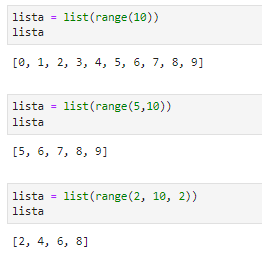 lista = list(range(10))
lista
[0, 1, 2, 3, 4, 5, 6, 7, 8, 9]
lista = list(range(5,10))
lista
[5, 6, 7, 8, 9]
lista = list(range(2, 10, 2))
lista
[2, 4, 6, 8]